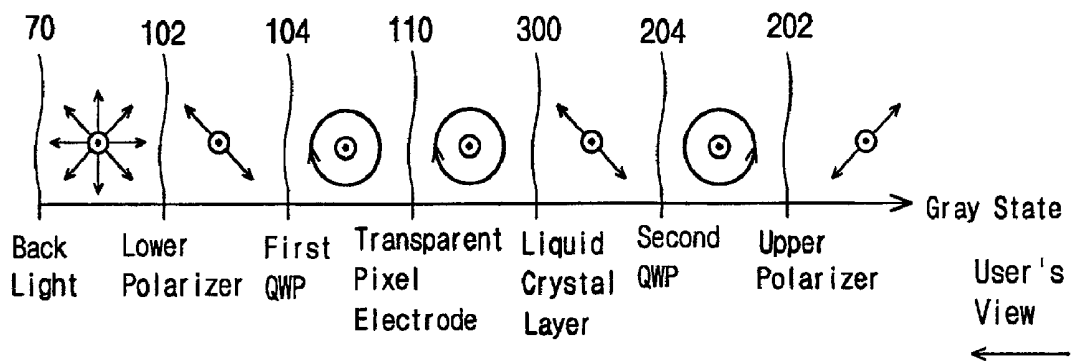 70 102 104 110 300 204 202
Gray State
Back
Light
Lower
Polarizer
First
QWP
Transparent
Pixel
Electrode
Liquid
Crystal
Layer
Second
QWP
Upper
Polarizer
User's
View